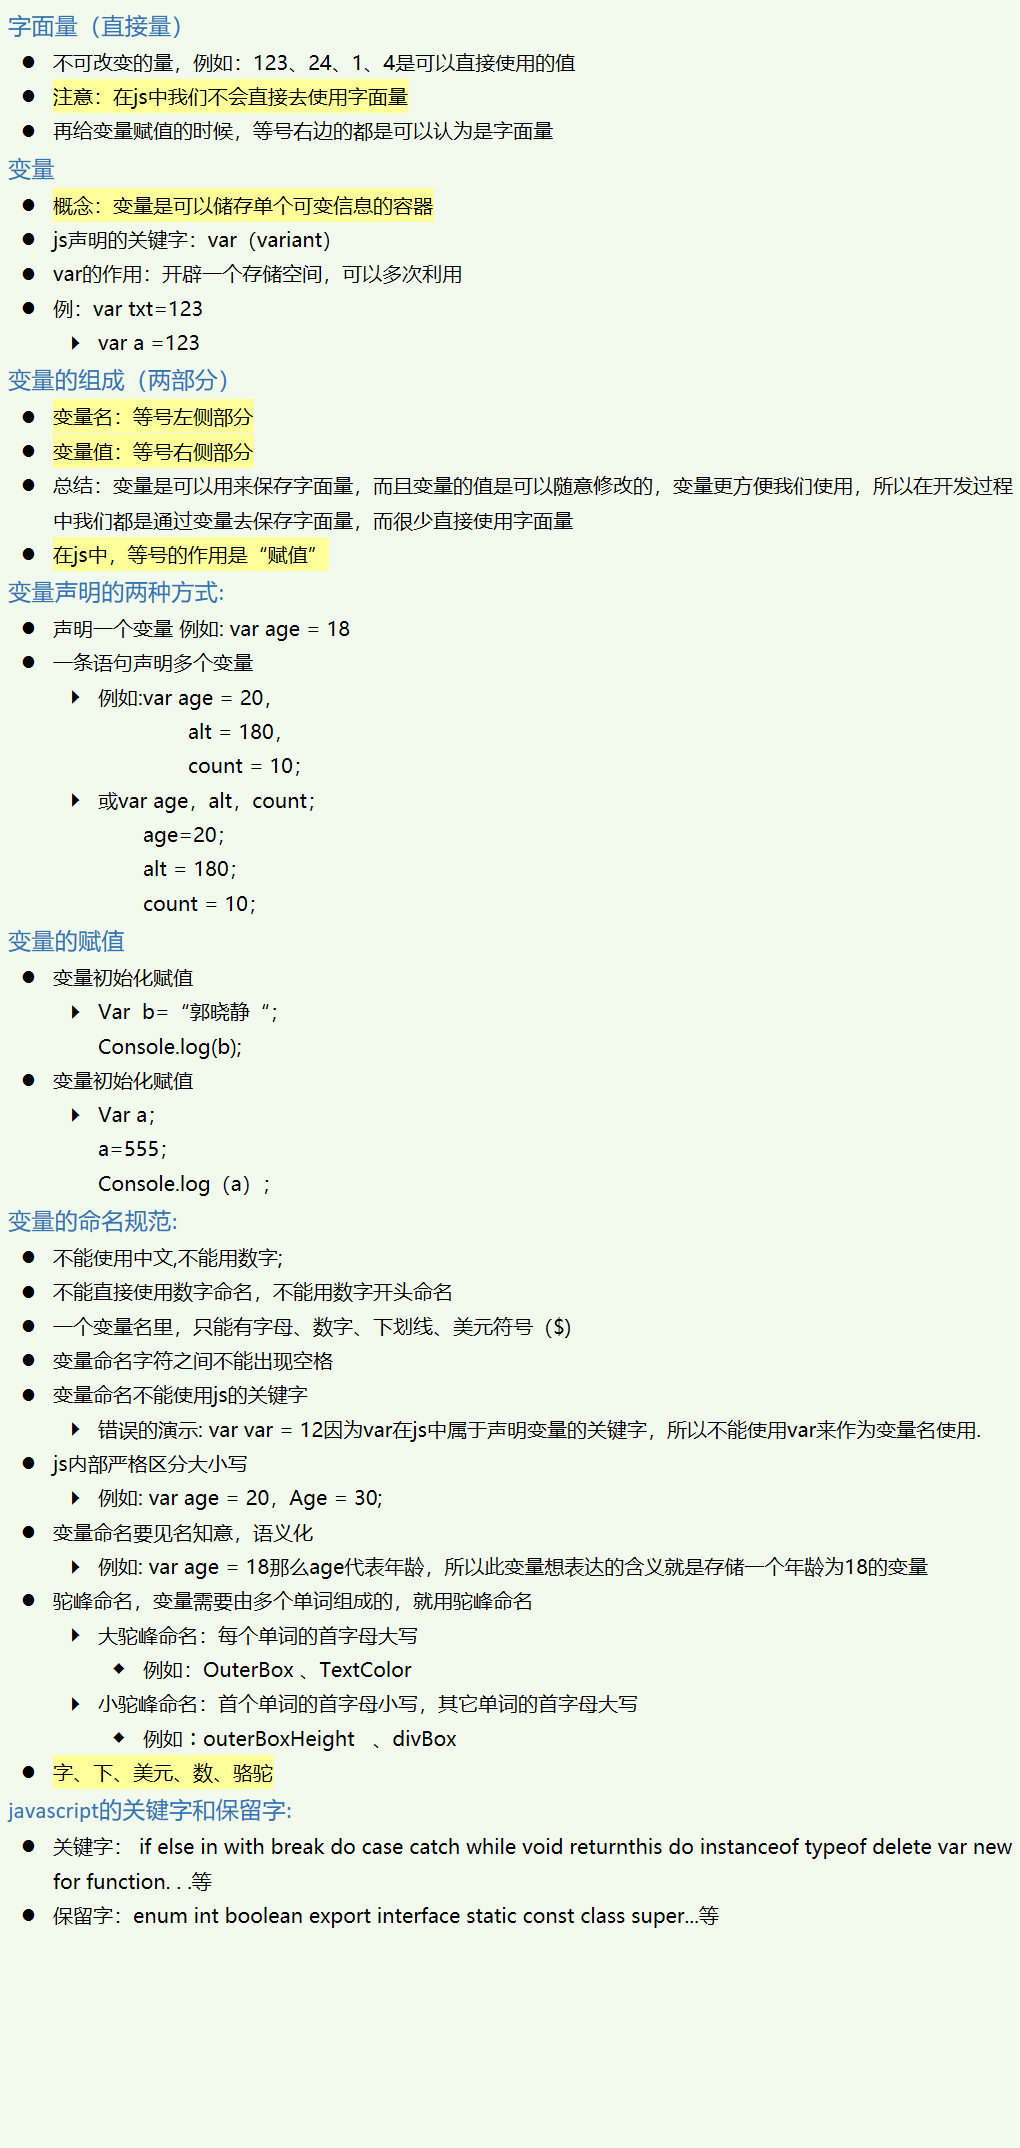 字面量（直接量）
不可改变的量，例如：123、24、1、4是可以直接使用的值
注意：在js中我们不会直接去使用字面量
再给变量赋值的时候，等号右边的都是可以认为是字面量
变量
概念：变量是可以储存单个可变信息的容器
js声明的关键字：var（variant）
var的作用：开辟一个存储空间，可以多次利用
例：var txt=123
var a =123
变量的组成（两部分）
变量名：等号左侧部分
变量值：等号右侧部分
总结：变量是可以用来保存字面量，而且变量的值是可以随意修改的，变量更方便我们使用，所以在开发过程
中我们都是通过变量去保存字面量，而很少直接使用字面量
在js中，等号的作用是“赋值”
变量声明的两种方式:
声明一个变量 例如: var age = 18
一条语句声明多个变量
例如:var age = 20，
alt = 180，
count = 10；
或var age，alt，count；
age=20；
alt = 180；
count = 10；
变量的赋值
变量初始化赋值
Var  b=“郭晓静“；
Console.log(b);
变量初始化赋值
Var a；
a=555；
Console.log（a）;
变量的命名规范:
不能使用中文,不能用数字;
不能直接使用数字命名，不能用数字开头命名
一个变量名里，只能有字母、数字、下划线、美元符号（$)
变量命名字符之间不能出现空格
变量命名不能使用js的关键字
错误的演示: var var = 12因为var在js中属于声明变量的关键字，所以不能使用var来作为变量名使用.
js内部严格区分大小写
例如: var age = 20，Age = 30;
变量命名要见名知意，语义化
例如: var age = 18那么age代表年龄，所以此变量想表达的含义就是存储一个年龄为18的变量
驼峰命名，变量需要由多个单词组成的，就用驼峰命名
大驼峰命名：每个单词的首字母大写
例如：OuterBox 、TextColor
小驼峰命名：首个单词的首字母小写，其它单词的首字母大写
例如：outerBoxHeight  、divBox
字、下、美元、数、骆驼
javascript的关键字和保留字:
关键字： if else in with break do case catch while void returnthis do instanceof typeof delete var new
for function. . .等
保留字：enum int boolean export interface static const class super...等